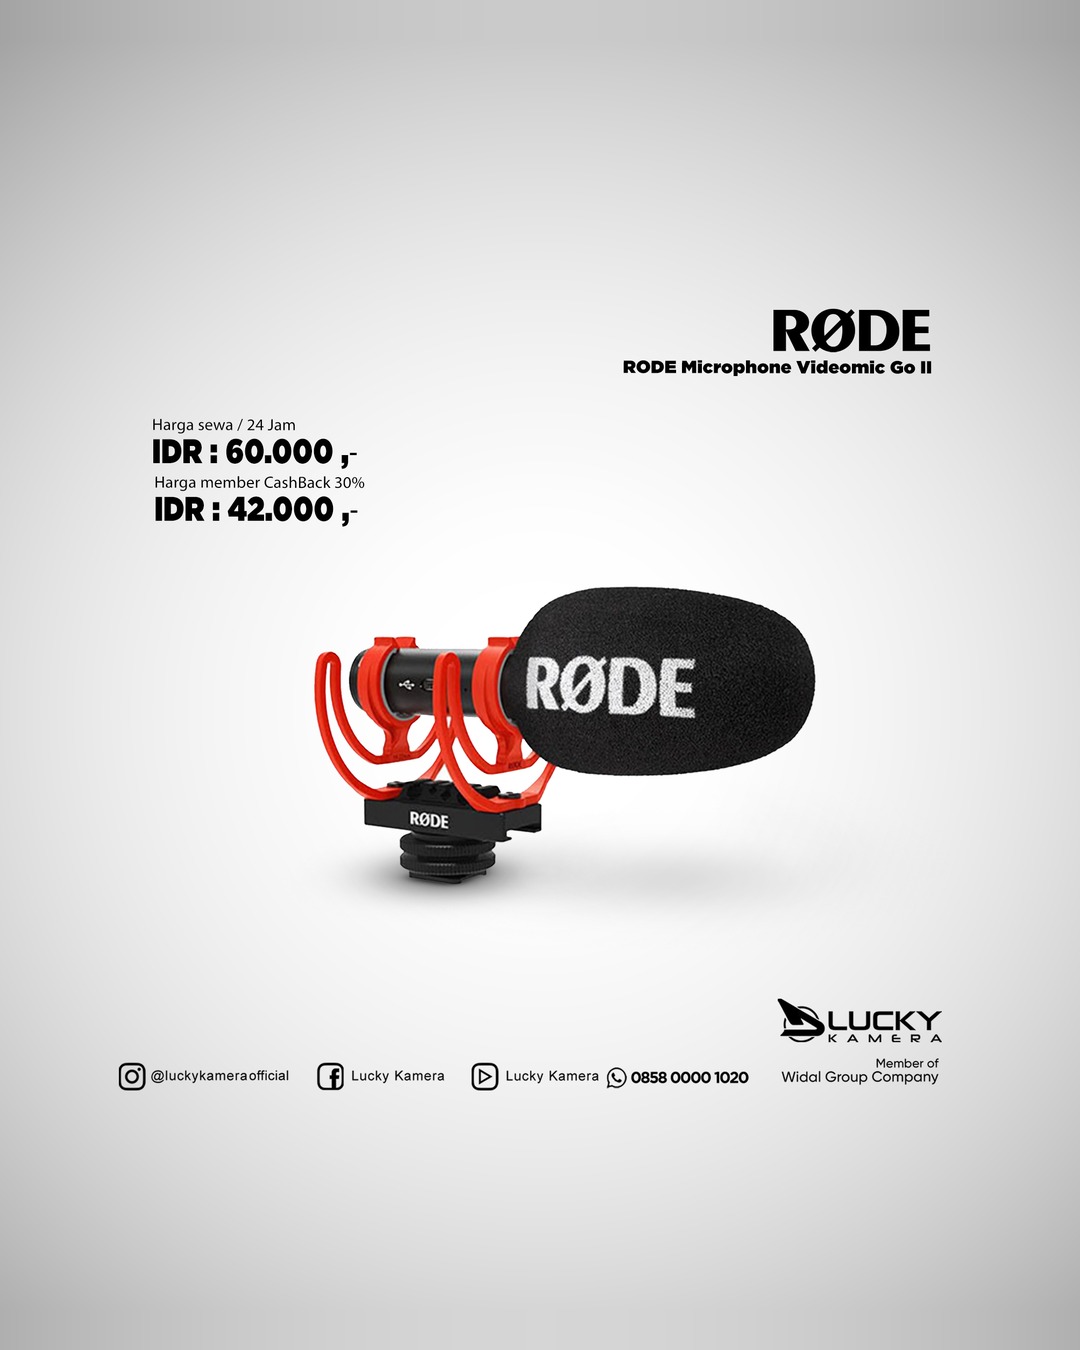 RØDE
RODE Microphone Videomic Go II
Harga sewa / 24 Jam
IDR : 60.000 ,-
Harga member CashBack 30%
IDR : 42.000 ,-
RØDE
RØDE
LUCKY
KAMERA
Member of
Widal Group Company
@luckykameraofficial
Lucky Kamera
Lucky Kamera
0858 0000 1020